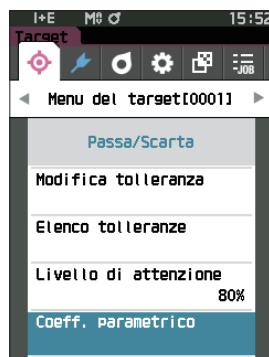 I+E M0 15:52
Target
-JOB
Menu del target[0001]
Passa/Scarta
Modifica tolleranza
Elenco tolleranze
Livello di attenzione
80%
Coeff. parametrico